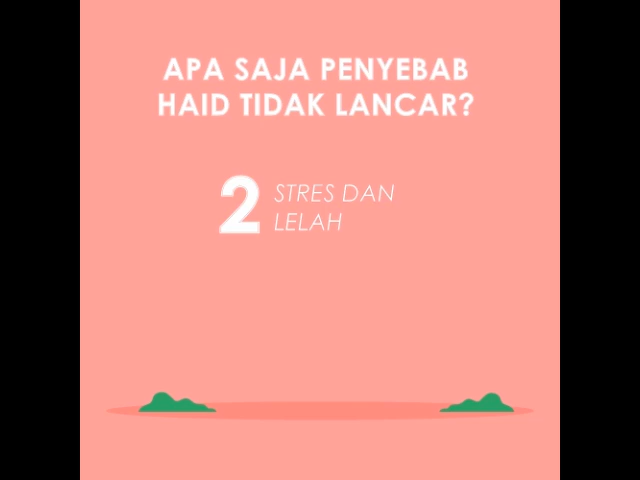 APA SAJA PENYEBAB
HAID TIDAK LANCAR?
2 STRES DAN
LELAH